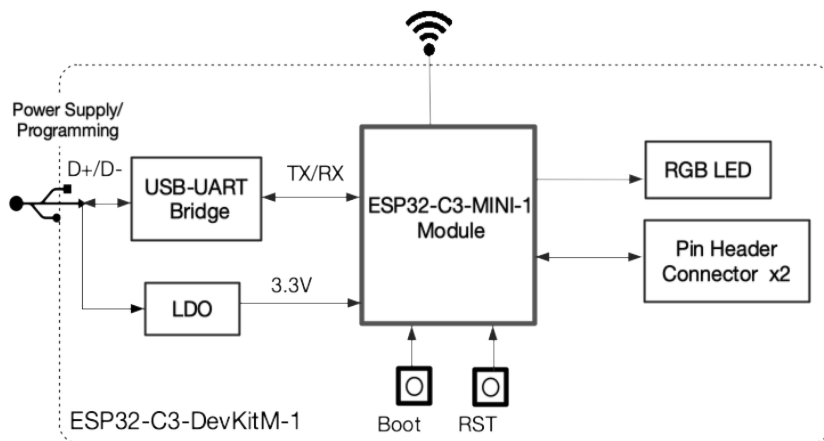 Power Supply/
Programming
D+/D-
USB-UART
Bridge
TX/RX
ESP32-C3-MINI-1
Module
RGB LED
Pin Header
Connector x2
LDO
3.3V
Boot
RST
ESP32-C3-DevKitM-1